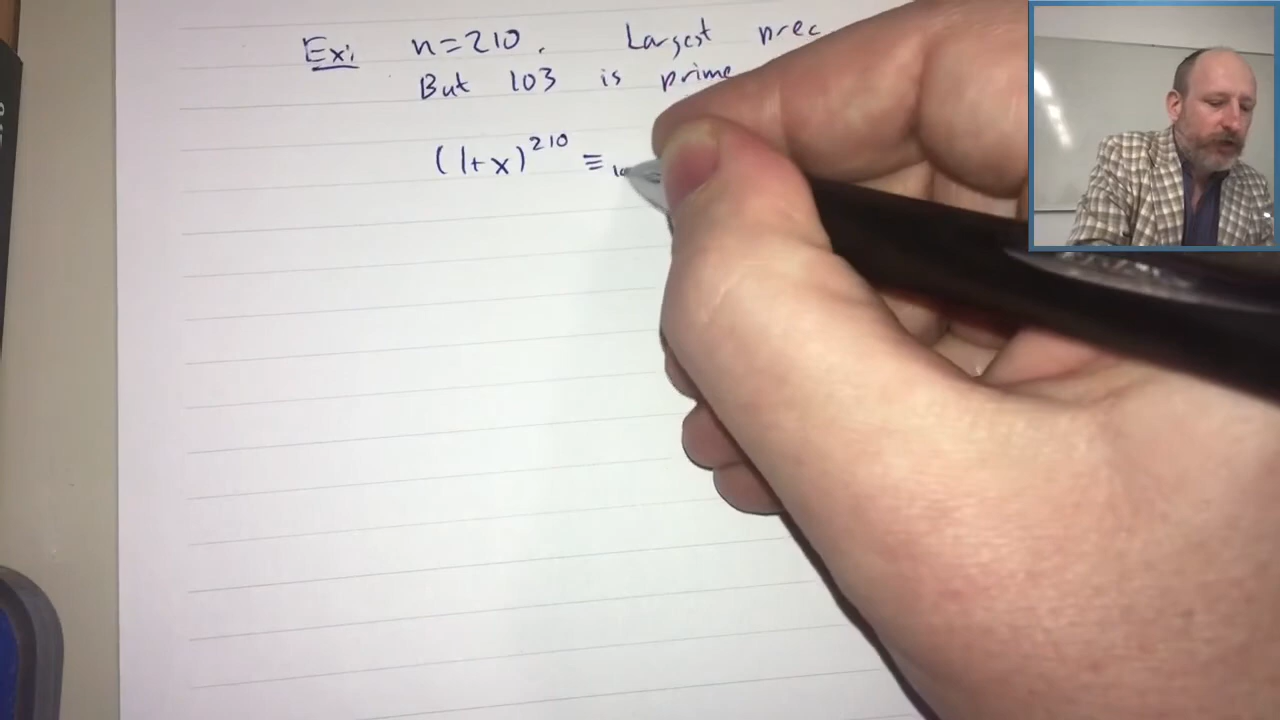 Ex: n=210. Largest prec
But 103 is prime
(1+x)^210 ≡